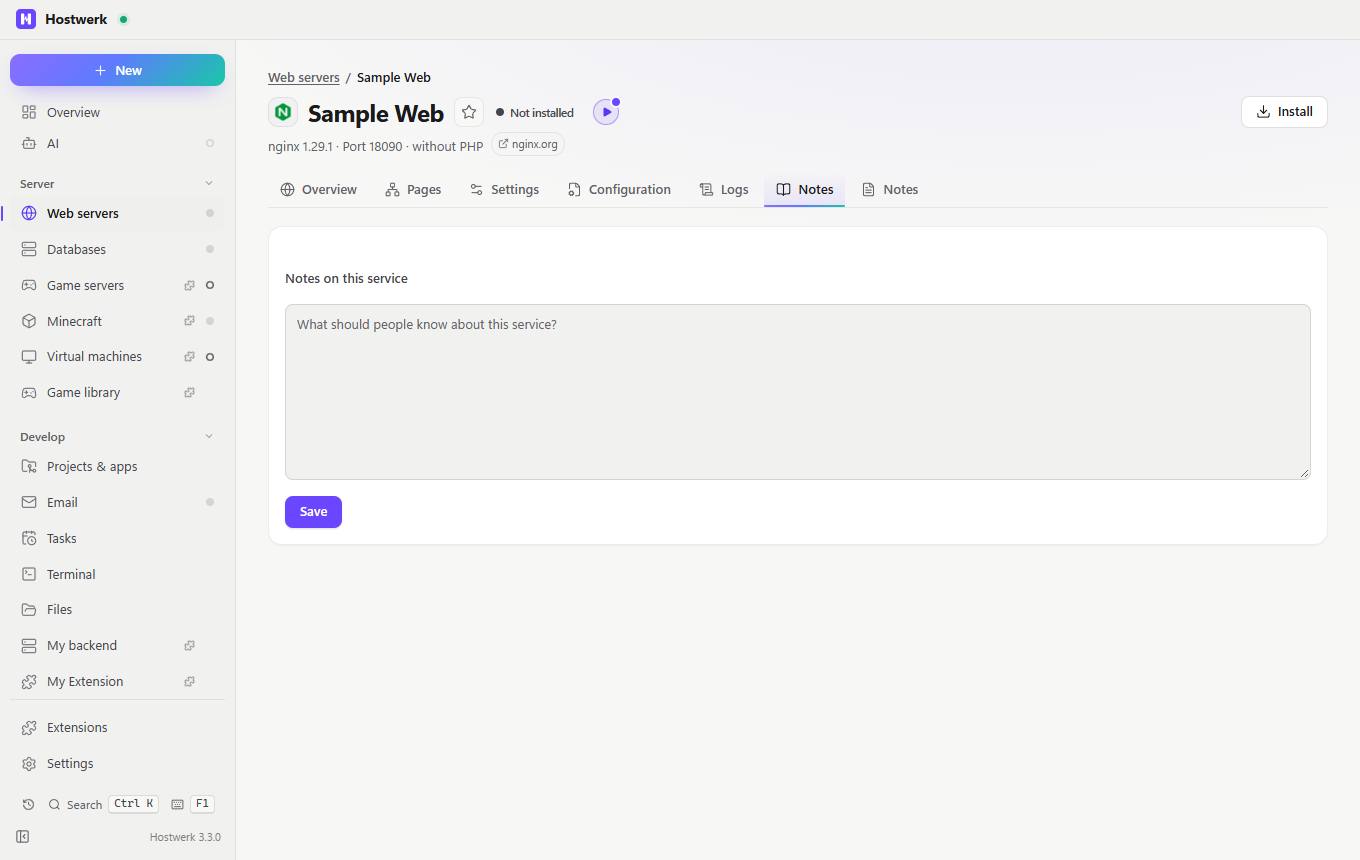 Hostwerk
New
Overview
AI
Server
Web servers
Databases
Game servers
Minecraft
Virtual machines
Game library
Develop
Projects & apps
Email
Tasks
Terminal
Files
My backend
My Extension
Extensions
Settings
Search Ctrl K F1
Hostwerk 3.3.0
Web servers / Sample Web
Sample Web Not installed
Install
nginx 1.29.1 · Port 18090 · without PHP nginx.org
Overview Pages Settings Configuration Logs Notes Notes
Notes on this service
What should people know about this service?
Save